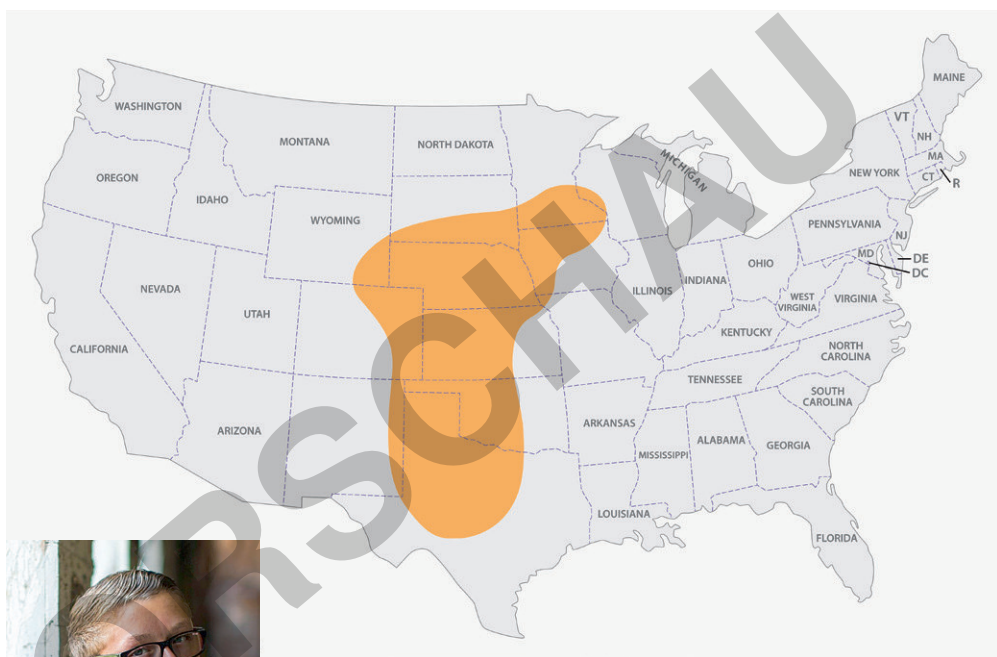 WASHINGTON
MONTANA
NORTH DAKOTA
MAINE
VT
NH
MA
CT
R
NEW YORK
OREGON
IDAHO
WYOMING
MICHIGAN
PENNSYLVANIA
NJ
MD
DE
DC
NEVADA
UTAH
ILLINOIS
INDIANA
OHIO
WEST
VIRGINIA
VIRGINIA
CALIFORNIA
KENTUCKY
NORTH
CAROLINA
TENNESSEE
SOUTH
CAROLINA
ARIZONA
ARKANSAS
MISSISSIPPI
ALABAMA
GEORGIA
LOUISIANA
FLORIDA
ORSCHAU